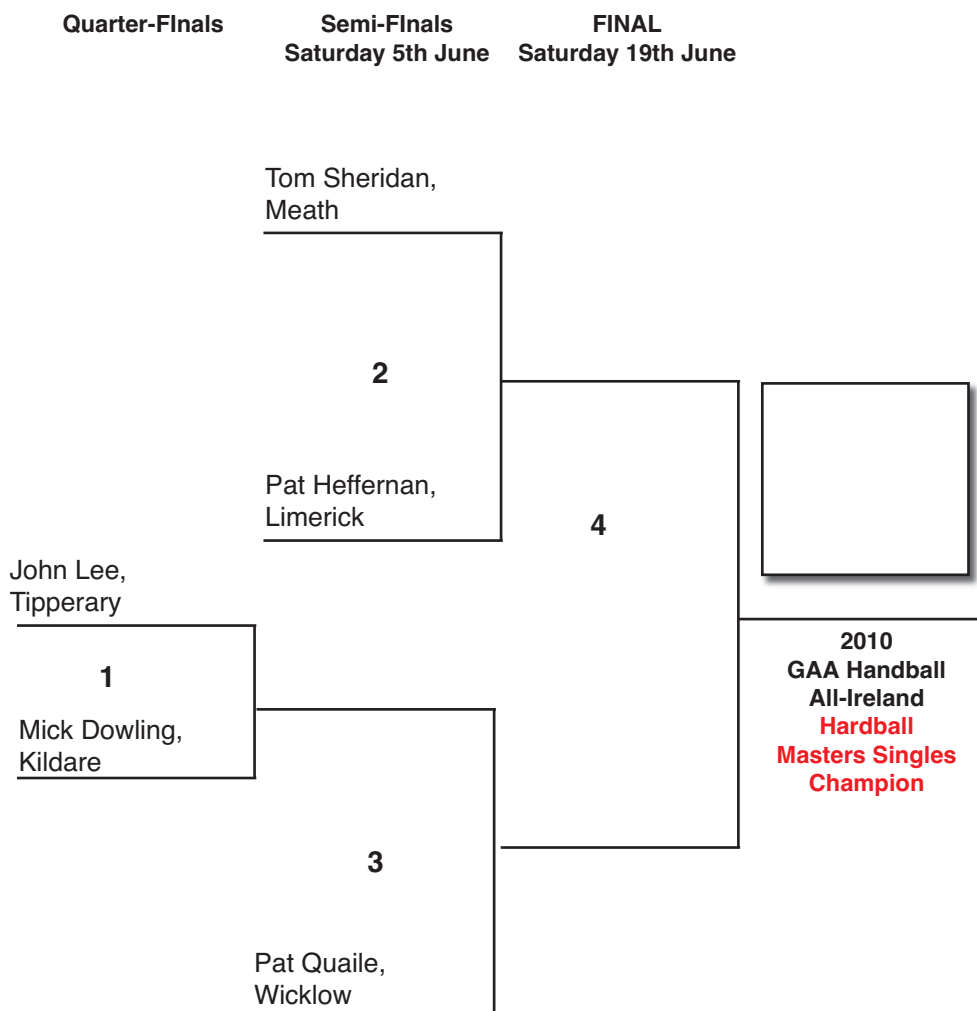 Quarter-FInals
Semi-FInals
Saturday 5th June
FINAL
Saturday 19th June
Tom Sheridan,
Meath
2
Pat Heffernan,
Limerick
4
John Lee,
Tipperary
1
Mick Dowling,
Kildare
2010
GAA Handball
All-Ireland
Hardball
Masters Singles
Champion
3
Pat Quaile,
Wicklow